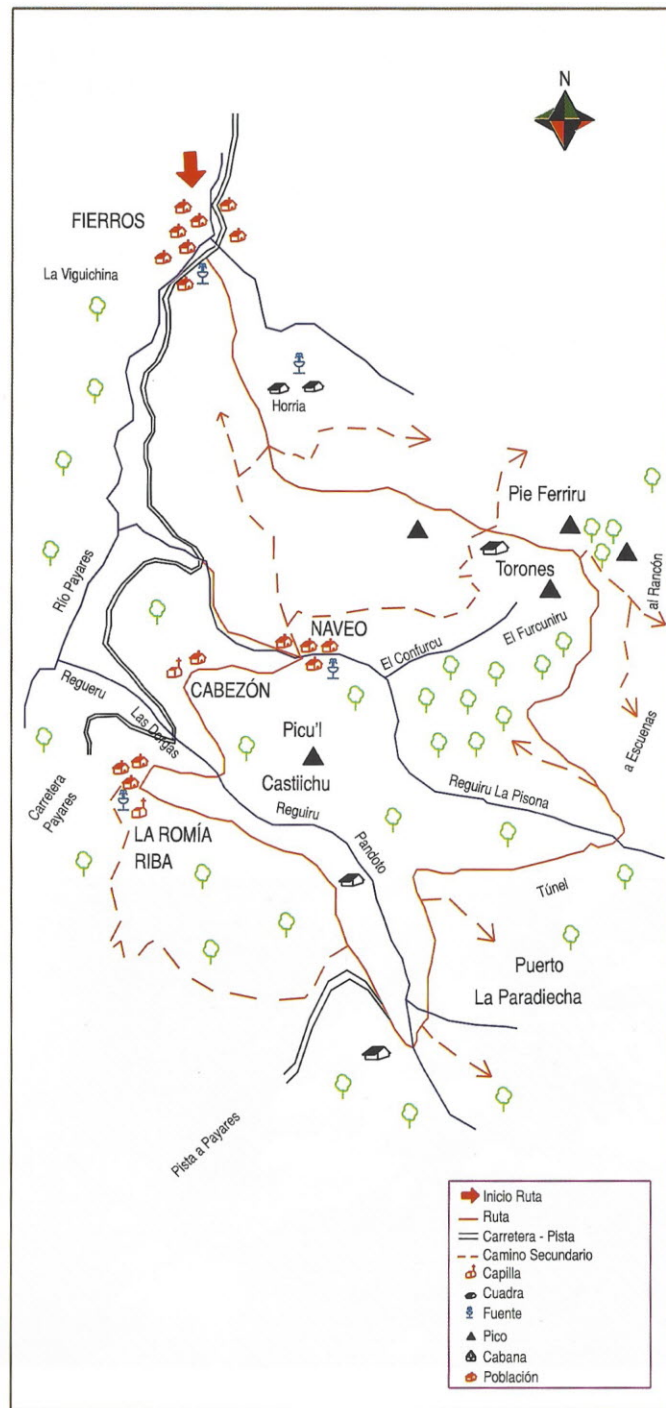 N
FIERROS
La Viguichina
Horria
Pie Ferriru
Torones
al Rancón
Río Payares
NAVEO
El Confurcu
El Furcuniru
a Escuenas
CABEZÓN
Regueru
Las Dorgas
Picu'l
Castiichu
Carretera
Payares
Reguiru La Pisona
Reguiru
Pandoto
LA ROMÍA
RIBA
Túnel
Puerto
La Paradiecha
Pista a Payares
Inicio Ruta
Ruta
Carretera - Pista
Camino Secundario
Capilla
Cuadra
Fuente
Pico
Cabana
Población